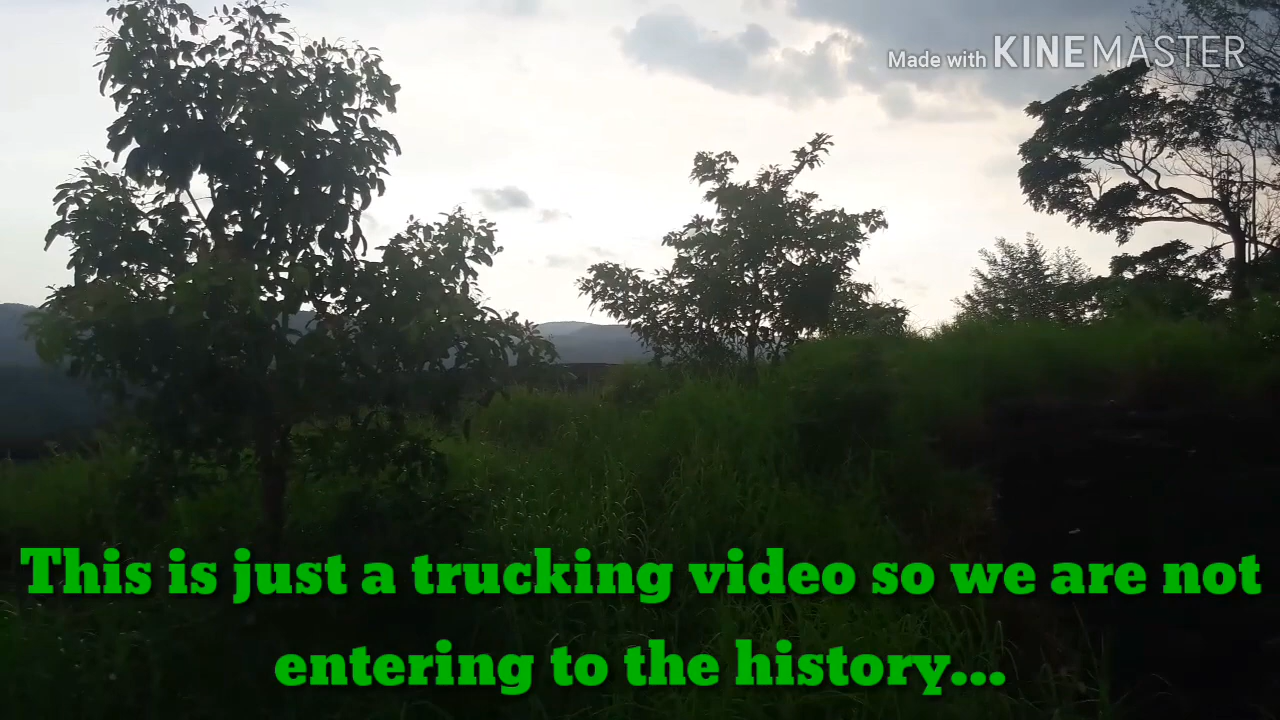 Made with KINEMASTER
This is just a trucking video so we are not
entering to the history...